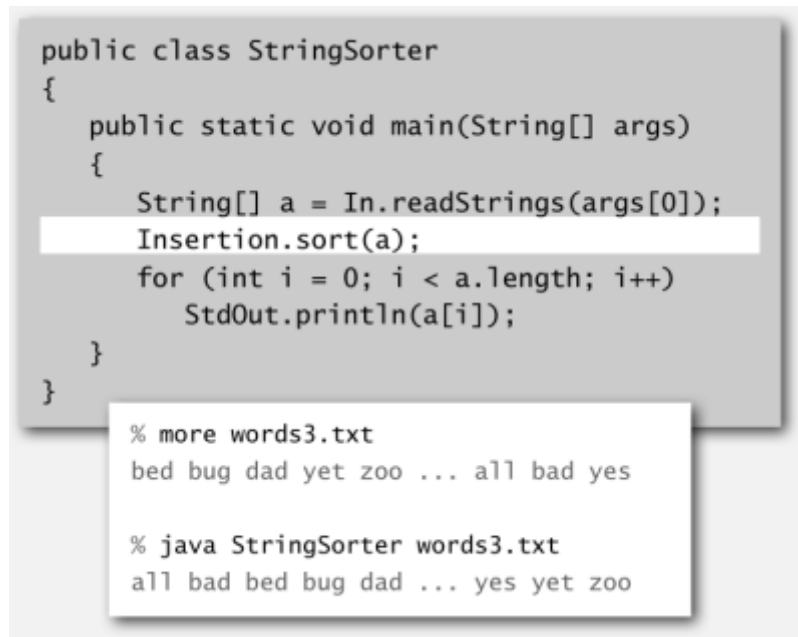 public class StringSorter
{
public static void main(String[] args)
{
String[] a = In.readStrings(args[0]);
Insertion.sort(a);
for (int i = 0; i < a.length; i++)
StdOut.println(a[i]);
}
}
% more words3.txt
bed bug dad yet zoo ... all bad yes
% java StringSorter words3.txt
all bad bed bug dad ... yes yet zoo